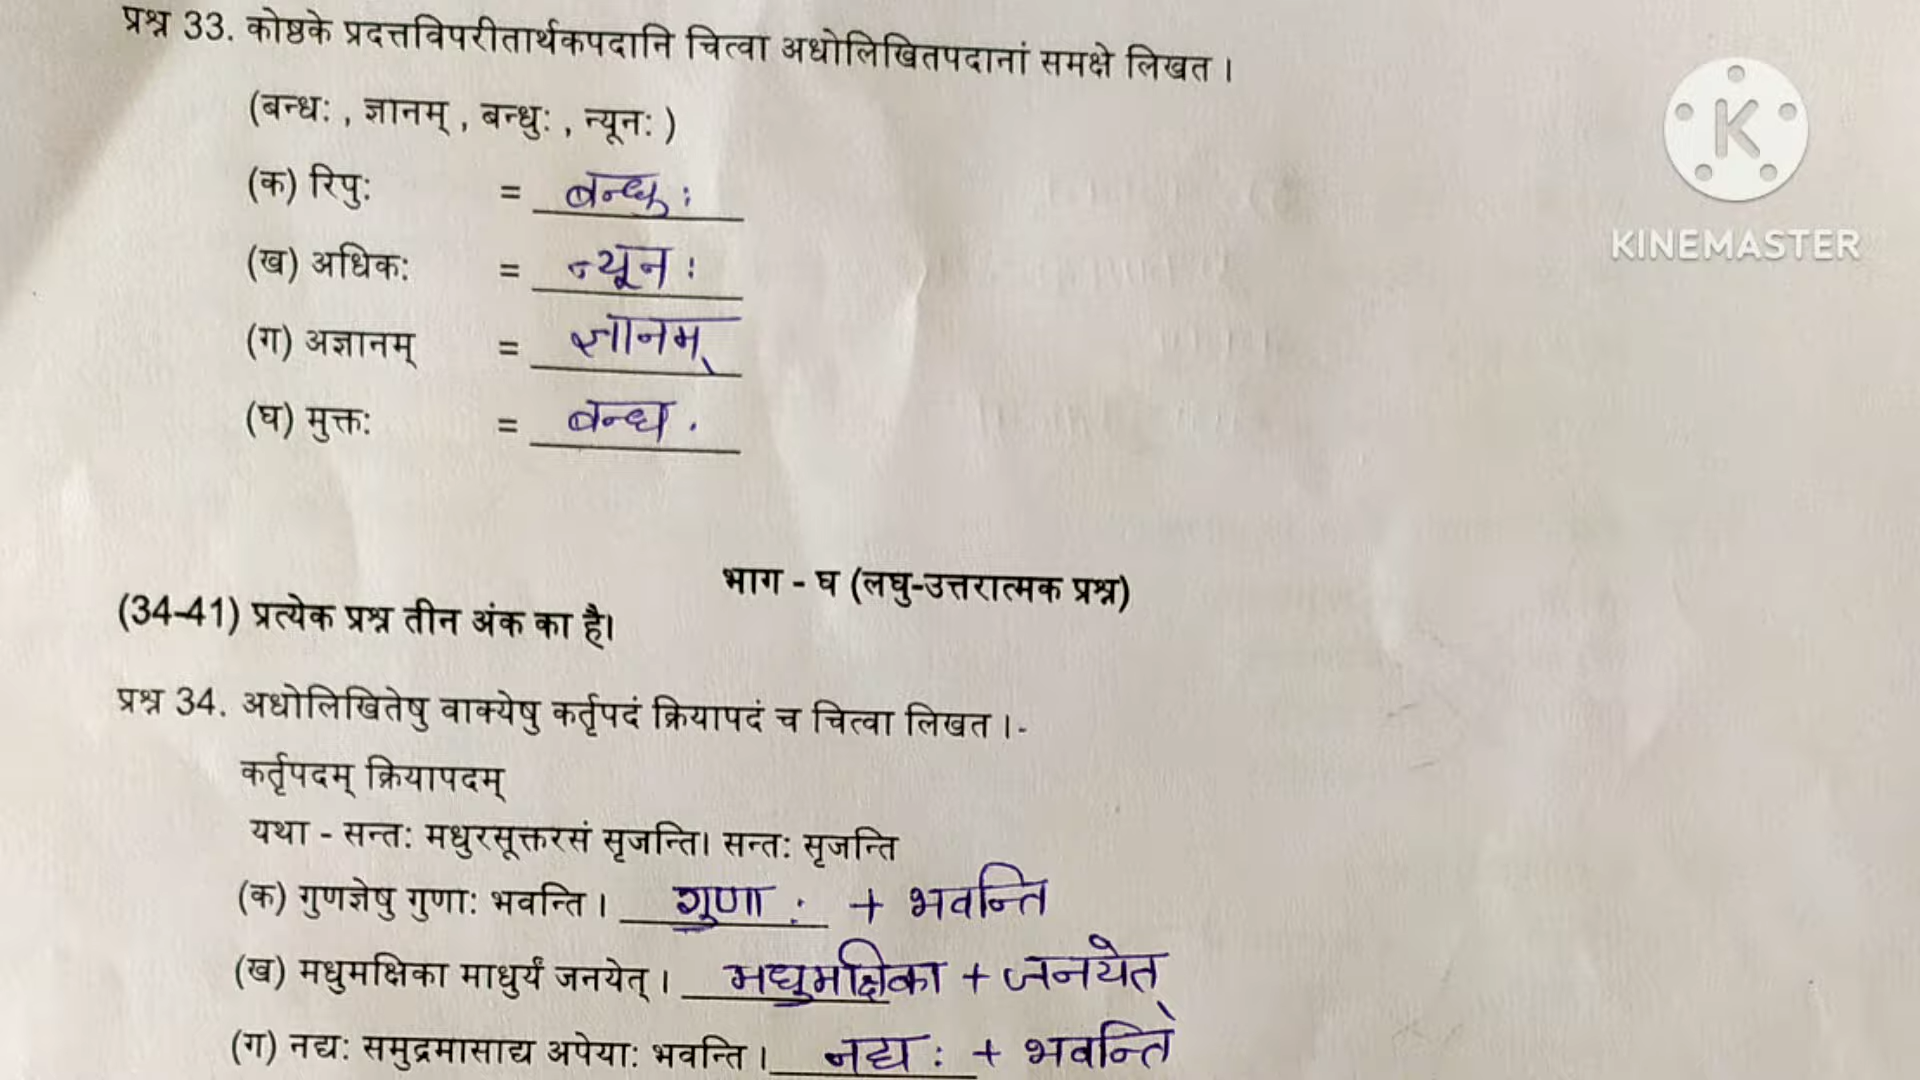 प्रश्न 33. कोष्ठके प्रदत्तविपरीतार्थकपदानि चित्वा अधोलिखितपदानां समक्षे लिखत ।
(बन्धः , ज्ञानम् , बन्धुः , न्यूनः )
(क) रिपुः = बन्धुः
(ख) अधिकः = न्यूनः
(ग) अज्ञानम् = ज्ञानम्
(घ) मुक्तः = बन्ध.
KINEMASTER
भाग - घ (लघु-उत्तरात्मक प्रश्न)
(34-41) प्रत्येक प्रश्न तीन अंक का है।
प्रश्न 34. अधोलिखितेषु वाक्येषु कर्तृपदं क्रियापदं च चित्वा लिखत ।-
कर्तृपदम् क्रियापदम्
यथा - सन्तः मधुरसूक्तरसं सृजन्ति। सन्तः सृजन्ति
(क) गुणज्ञेषु गुणाः भवन्ति । गुणाः + भवन्ति
(ख) मधुमक्षिका माधुर्यं जनयेत् । मधुमक्षिका + जनयेत्
(ग) नद्यः समुद्रमासाद्य अपेयाः भवन्ति । नद्यः + भवन्ति